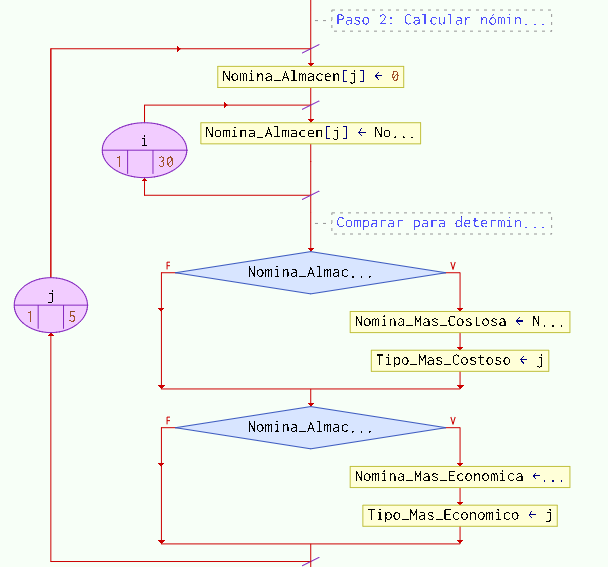 Paso 2: Calcular nómin...
Nomina_Almacen[j] ← 0
Nomina_Almacen[j] ← No...
i
1 30
Comparar para determin...
F Nomina_Almac... V
j
1 5
Nomina_Mas_Costosa ← N...
Tipo_Mas_Costoso ← j
F Nomina_Almac... V
Nomina_Mas_Economica ←...
Tipo_Mas_Economico ← j